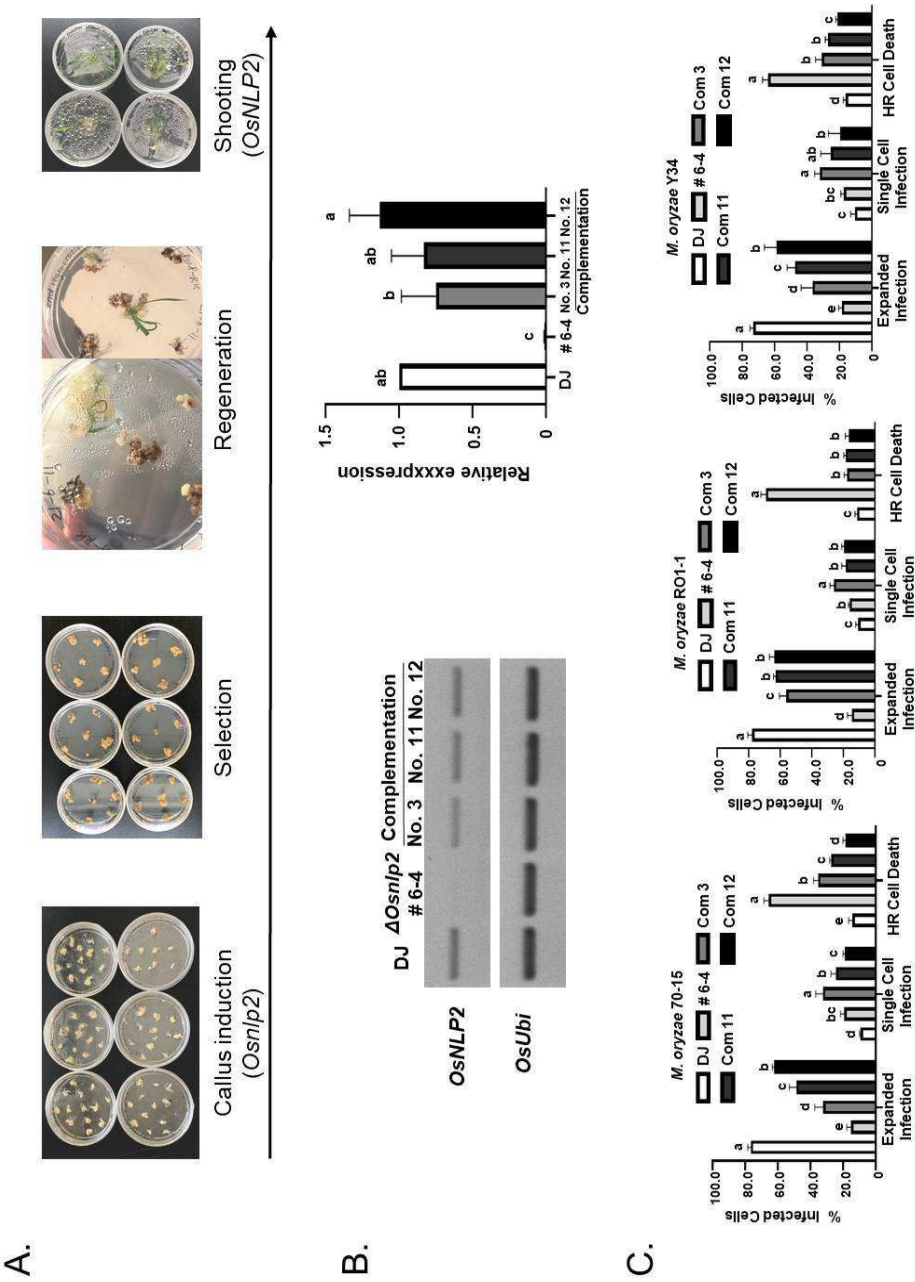 A.
Callus induction
(Osnlp2)
Selection
Regeneration
Shooting
(OsNLP2)
B.
DJ
ΔOsnlp2
# 6-4
Complementation
No. 3 No. 11 No. 12
OsNLP2
OsUbi
Relative exxxpression
1.5
1.0
0.5
0
ab
c
b
ab
a
DJ
# 6-4
No. 3 No. 11 No. 12
Complementation
C.
M. oryzae 70-15
DJ # 6-4 Com 3
Com 11 Com 12
% Infected Cells
100.0
80.0
60.0
40.0
20.0
0
a e d c b
d bc a b c
e a b c d
Expanded Infection
Single Cell Infection
HR Cell Death
M. oryzae RO1-1
DJ # 6-4 Com 3
Com 11 Com 12
% Infected Cells
100.0
80.0
60.0
40.0
20.0
0
a d c b b
c b a b b
c a b b b
Expanded Infection
Single Cell Infection
HR Cell Death
M. oryzae Y34
DJ # 6-4 Com 3
Com 11 Com 12
% Infected Cells
100.0
80.0
60.0
40.0
20.0
0
a e d c b
c bc a ab b
d a b b c
Expanded Infection
Single Cell Infection
HR Cell Death